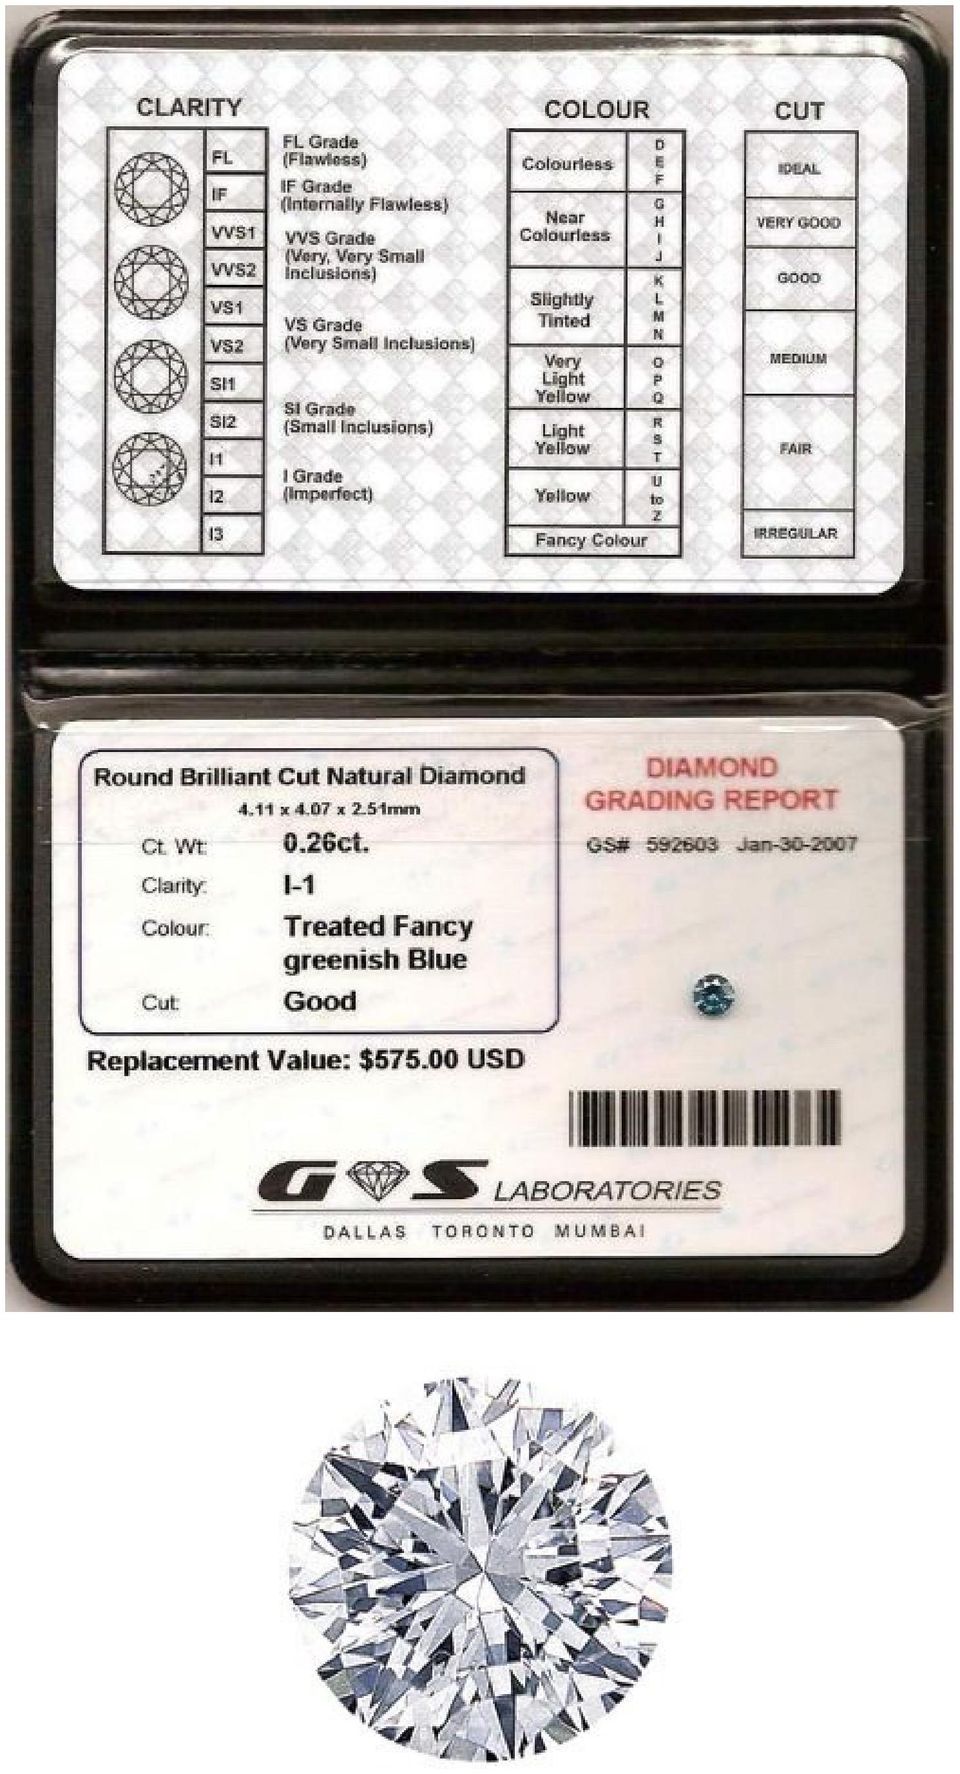 CLARITY
FL
IF
VVS1
VVS2
VS1
VS2
SI1
SI2
I1
I2
I3
FL Grade
(Flawless)
IF Grade
(Internally Flawless)
VVS Grade
(Very, Very Small
Inclusions)
VS Grade
(Very Small Inclusions)
SI Grade
(Small Inclusions)
I Grade
(Imperfect)
COLOUR
Colourless
D
E
F
Near
Colourless
G
H
I
J
Slightly
Tinted
K
L
M
N
Very
Light
Yellow
O
P
Q
Light
Yellow
R
S
T
Yellow
U
to
Z
Fancy Colour
CUT
IDEAL
VERY GOOD
GOOD
MEDIUM
FAIR
IRREGULAR
Round Brilliant Cut Natural Diamond
4.11 x 4.07 x 2.51mm
Ct. Wt: 0.26ct.
Clarity: I-1
Colour: Treated Fancy
greenish Blue
Cut: Good
Replacement Value: $575.00 USD
DIAMOND
GRADING REPORT
GS# 592603 Jan-30-2007
GS LABORATORIES
DALLAS TORONTO MUMBAI